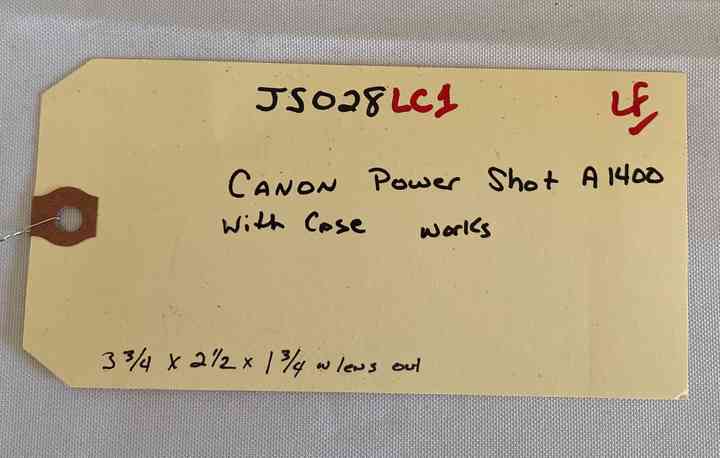 JS028LC1 LF
CANON Power Shot A1400
With Case works
3 3/4 x 2 1/2 x 1 3/4 w/lens out